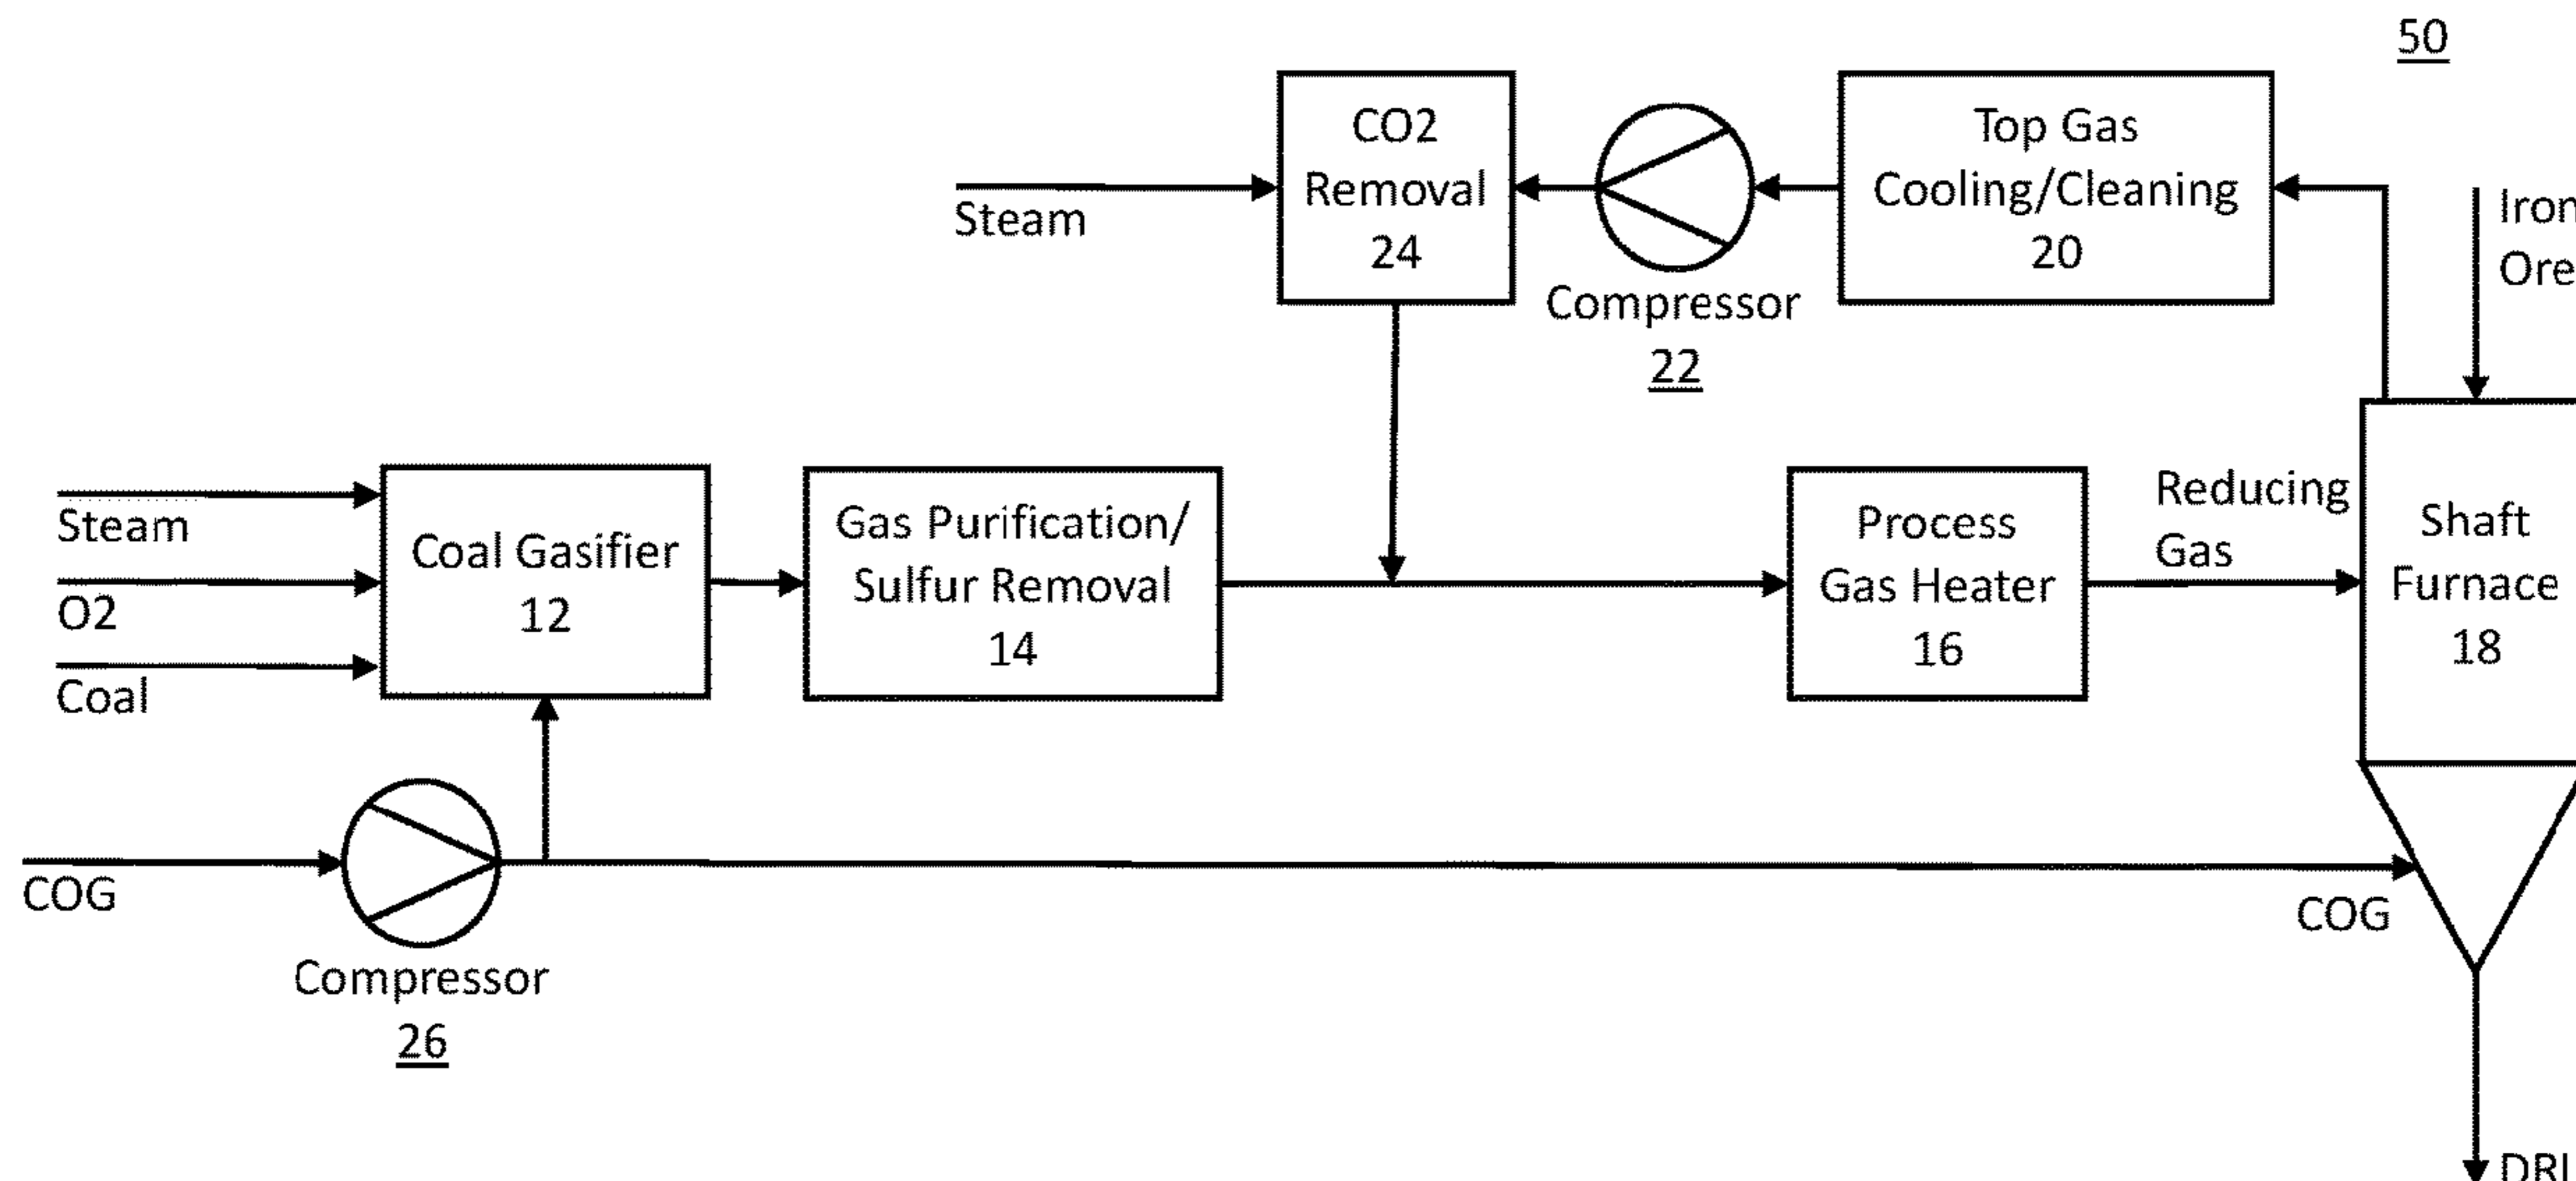 50
CO2
Removal
24
Top Gas
Cooling/Cleaning
20
Steam
Compressor
22
Iron
Ore
Steam
O2
Coal
Coal Gasifier
12
Gas Purification/
Sulfur Removal
14
Process
Gas Heater
16
Reducing
Gas
Shaft
Furnace
18
COG
Compressor
26
COG
DRI